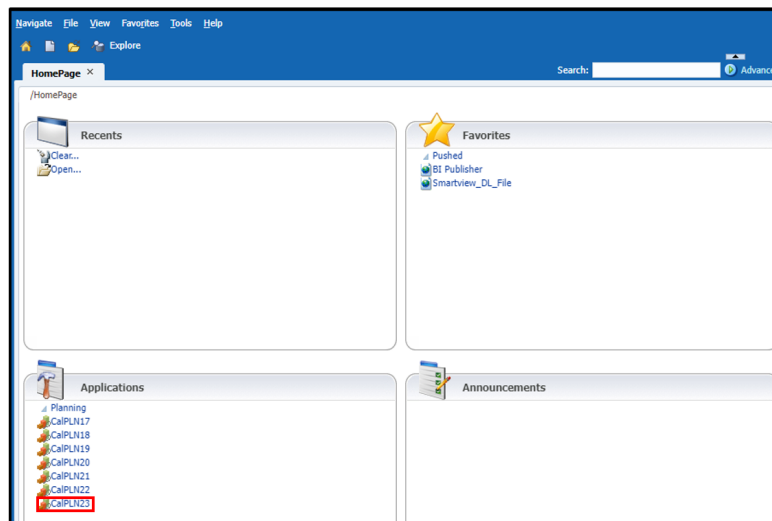 Navigate File View Favorites Tools Help
Explore
HomePage ×
Search:
Advance
/HomePage
Recents
Clear...
Open...
Favorites
Pushed
BI Publisher
Smartview_DL_File
Applications
Planning
CalPLN17
CalPLN18
CalPLN19
CalPLN20
CalPLN21
CalPLN22
CalPLN23
Announcements